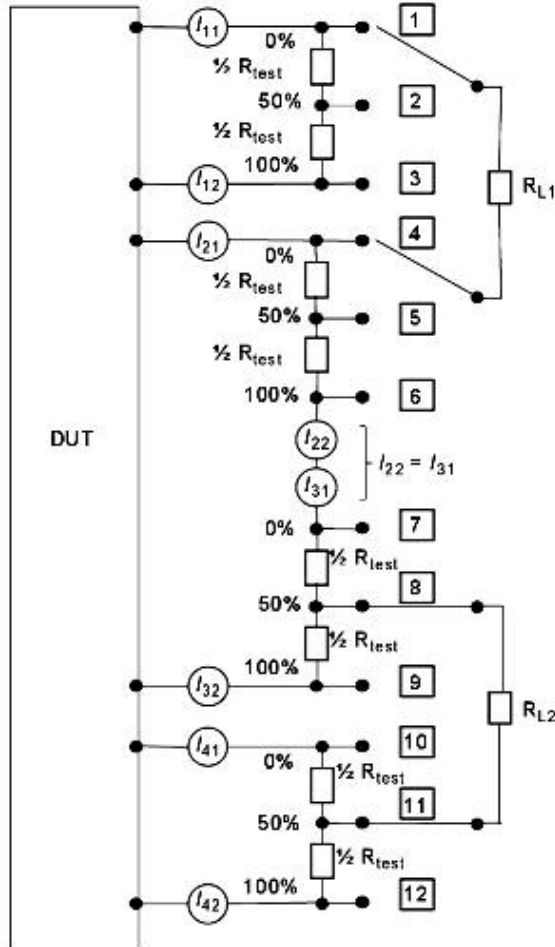 I11
1
0%
½ Rtest
50%
2
½ Rtest
100%
I12
3
RL1
I21
4
0%
½ Rtest
50%
5
½ Rtest
100%
6
DUT
I22
I22 = I31
I31
0%
7
½ Rtest
8
50%
½ Rtest
100%
I32
9
RL2
I41
10
0%
½ Rtest
11
50%
½ Rtest
100%
I42
12